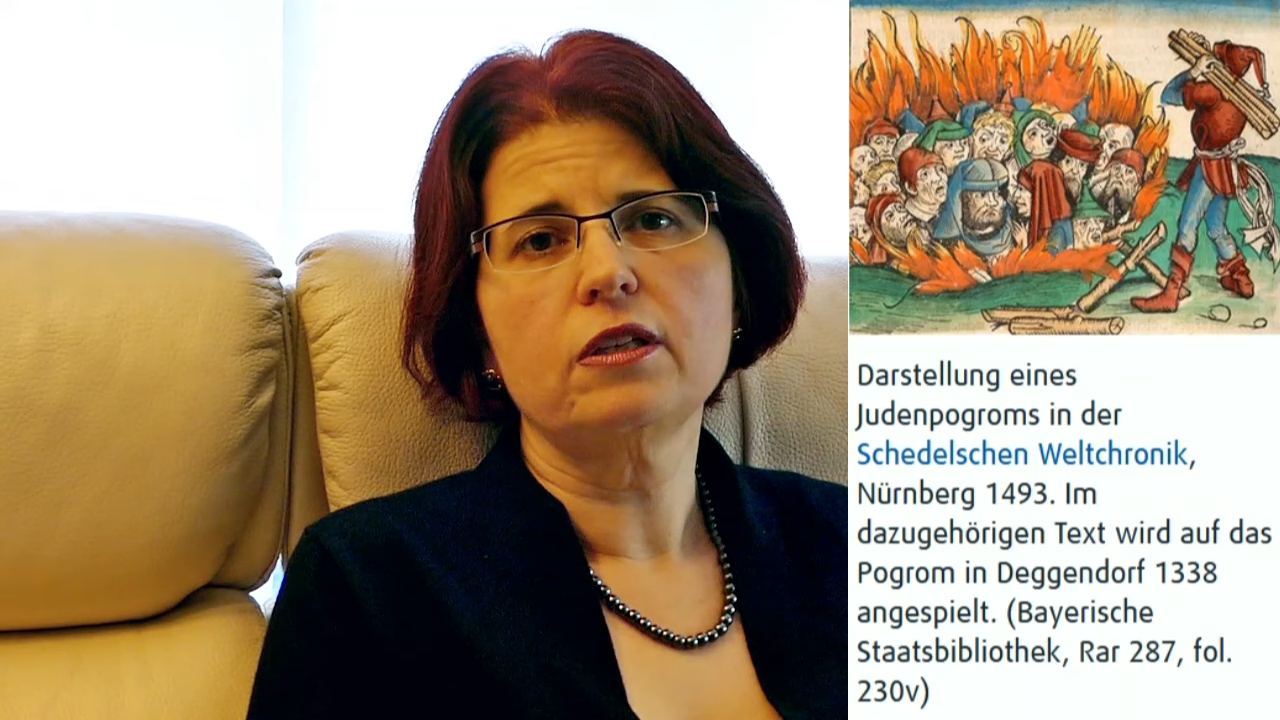 Darstellung eines
Judenpogroms in der
Schedelschen Weltchronik,
Nürnberg 1493. Im
dazugehörigen Text wird auf das
Pogrom in Deggendorf 1338
angespielt. (Bayerische
Staatsbibliothek, Rar 287, fol.
230v)